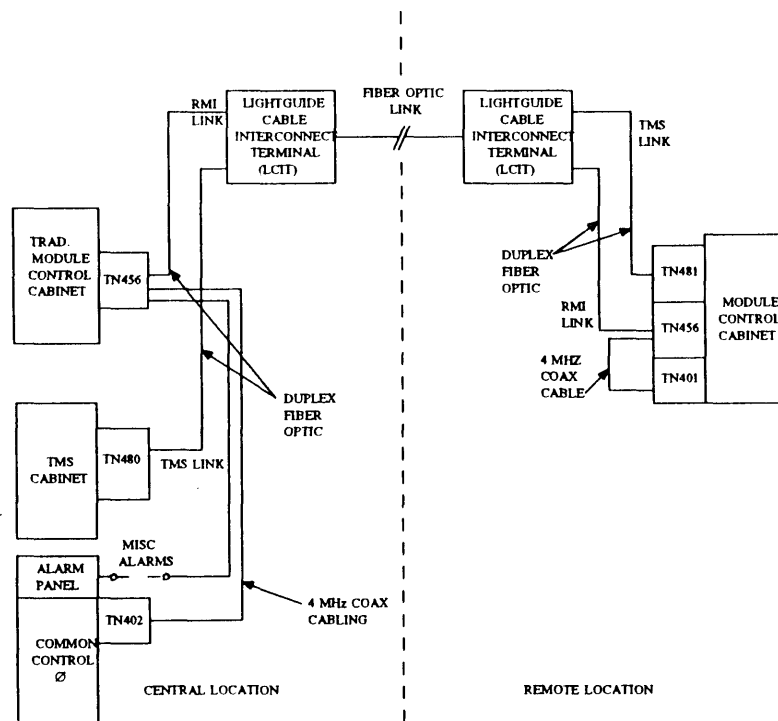 RMI
LINK
LIGHTGUIDE
CABLE
INTERCONNECT
TERMINAL
(LCIT)
FIBER OPTIC
LINK
LIGHTGUIDE
CABLE
INTERCONNECT
TERMINAL
(LCIT)
TMS
LINK
TRAD.
MODULE
CONTROL
CABINET
TN456
DUPLEX
FIBER
OPTIC
RMI
LINK
TN481
TN456
TN401
MODULE
CONTROL
CABINET
4 MHZ
COAX
CABLE
DUPLEX
FIBER
OPTIC
TMS
CABINET
TN480
TMS LINK
MISC
ALARMS
ALARM
PANEL
TN402
COMMON
CONTROL
Ø
4 MHz COAX
CABLING
CENTRAL LOCATION
REMOTE LOCATION